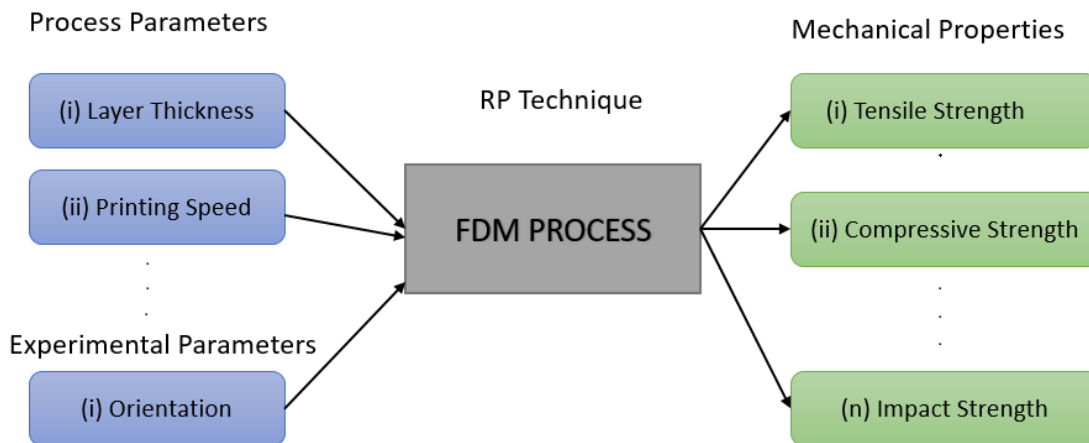 Process Parameters
(i) Layer Thickness
(ii) Printing Speed
Experimental Parameters
(i) Orientation
RP Technique
FDM PROCESS
Mechanical Properties
(i) Tensile Strength
(ii) Compressive Strength
(n) Impact Strength